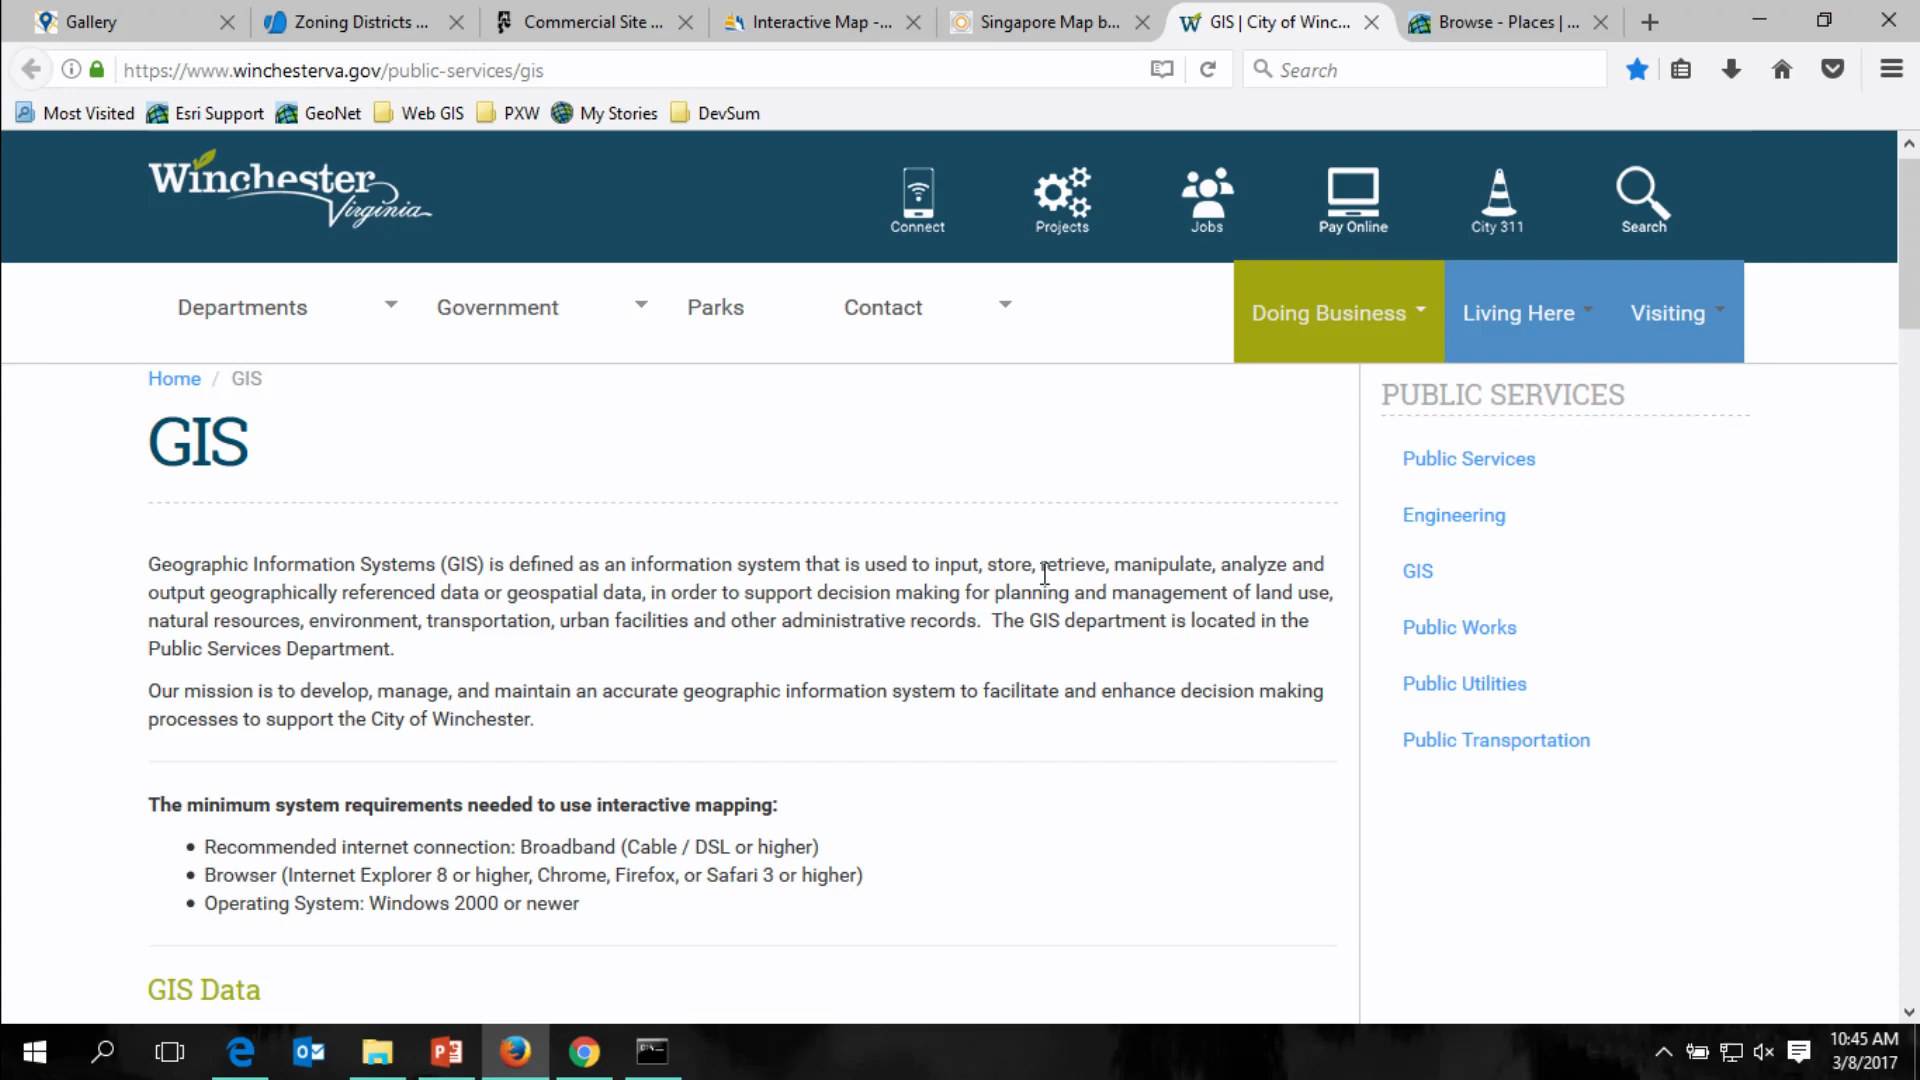 Gallery
Zoning Districts ...
Commercial Site ...
Interactive Map -...
Singapore Map b...
GIS | City of Winc...
Browse - Places | ...
https://www.winchesterva.gov/public-services/gis
Search
Most Visited
Esri Support
GeoNet
Web GIS
PXW
My Stories
DevSum
Winchester
Virginia
Connect
Projects
Jobs
Pay Online
City 311
Search
Departments
Government
Parks
Contact
Doing Business
Living Here
Visiting
Home / GIS
GIS
Geographic Information Systems (GIS) is defined as an information system that is used to input, store, retrieve, manipulate, analyze and
output geographically referenced data or geospatial data, in order to support decision making for planning and management of land use,
natural resources, environment, transportation, urban facilities and other administrative records. The GIS department is located in the
Public Services Department.
Our mission is to develop, manage, and maintain an accurate geographic information system to facilitate and enhance decision making
processes to support the City of Winchester.
The minimum system requirements needed to use interactive mapping:
• Recommended internet connection: Broadband (Cable / DSL or higher)
• Browser (Internet Explorer 8 or higher, Chrome, Firefox, or Safari 3 or higher)
• Operating System: Windows 2000 or newer
GIS Data
PUBLIC SERVICES
Public Services
Engineering
GIS
Public Works
Public Utilities
Public Transportation
10:45 AM
3/8/2017